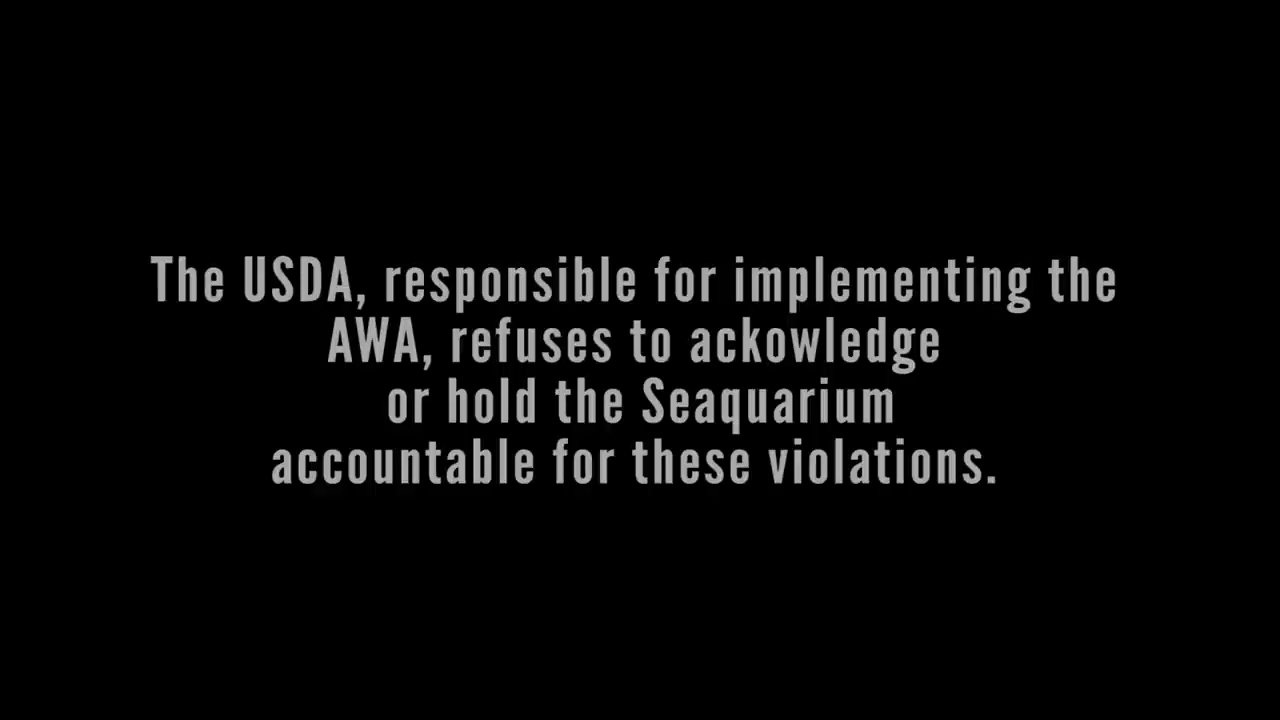 The USDA, responsible for implementing the
AWA, refuses to ackowledge
or hold the Seaquarium
accountable for these violations.